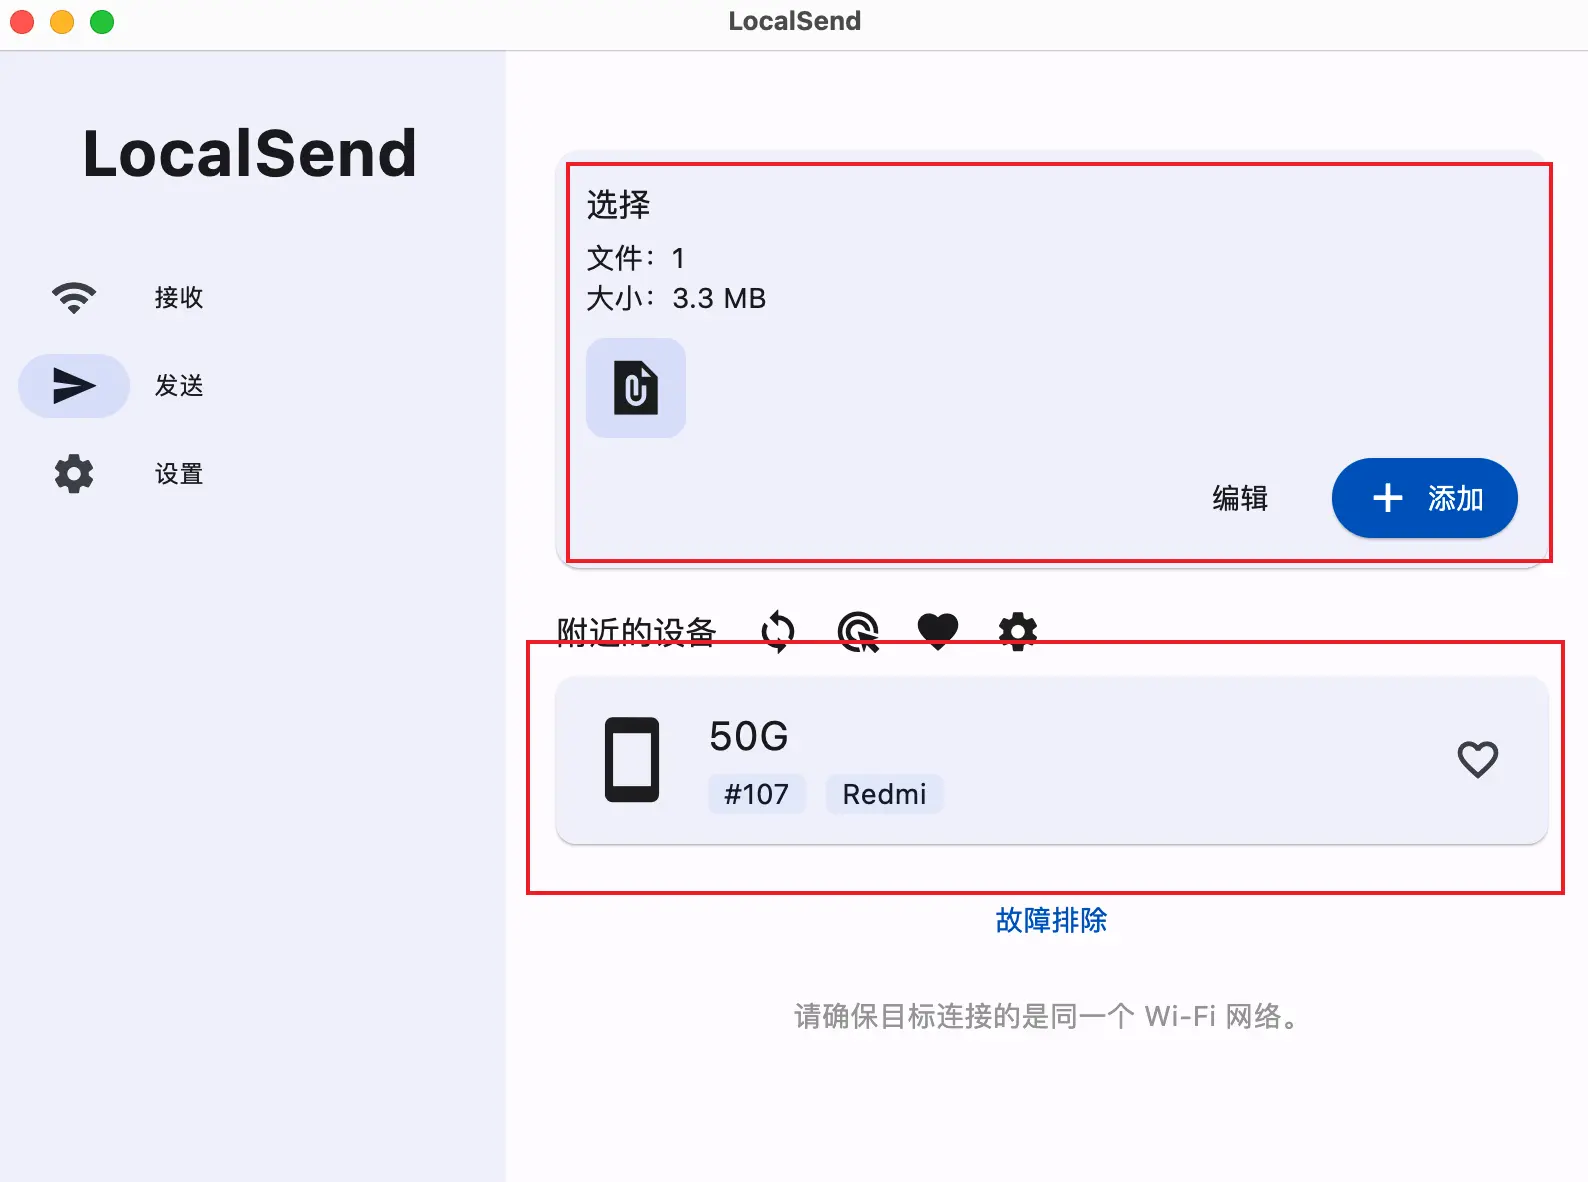 LocalSend
LocalSend
接收
发送
设置
选择
文件：1
大小：3.3 MB
编辑
添加
附近的设备
50G
#107 Redmi
故障排除
请确保目标连接的是同一个 Wi-Fi 网络。